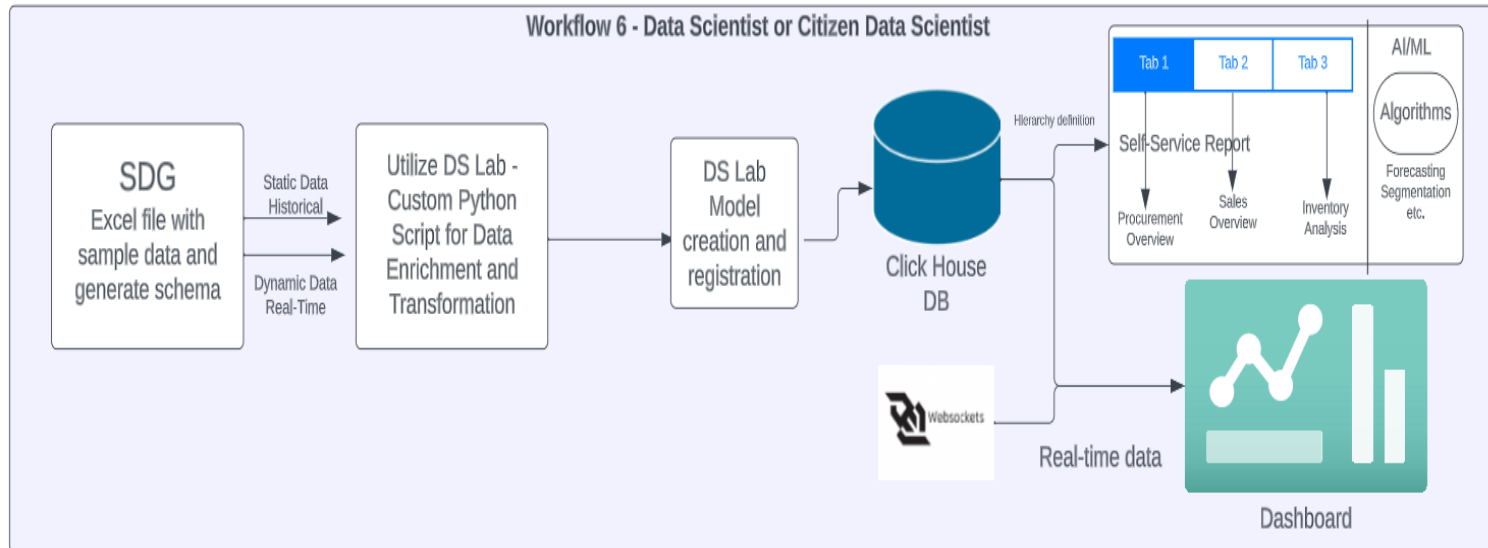 Workflow 6 - Data Scientist or Citizen Data Scientist
SDG
Excel file with
sample data and
generate schema
Static Data
Historical
Dynamic Data
Real-Time
Utilize DS Lab -
Custom Python
Script for Data
Enrichment and
Transformation
DS Lab
Model
creation and
registration
Click House
DB
Websockets
Hierarchy definition
Tab 1
Tab 2
Tab 3
Self-Service Report
Procurement
Overview
Sales
Overview
Inventory
Analysis
AI/ML
Algorithms
Forecasting
Segmentation
etc.
Real-time data
Dashboard